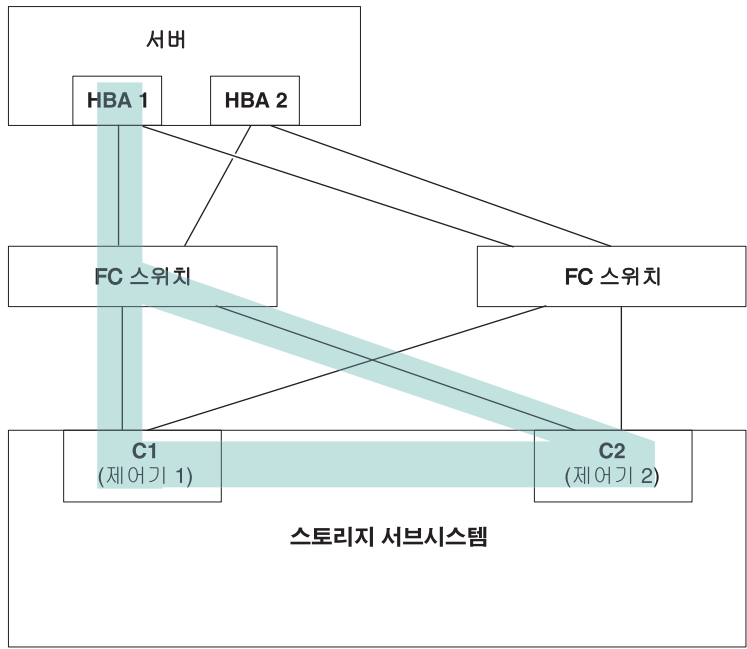 서버
HBA 1
HBA 2
FC 스위치
FC 스위치
C1
(제어기 1)
C2
(제어기 2)
스토리지 서브시스템